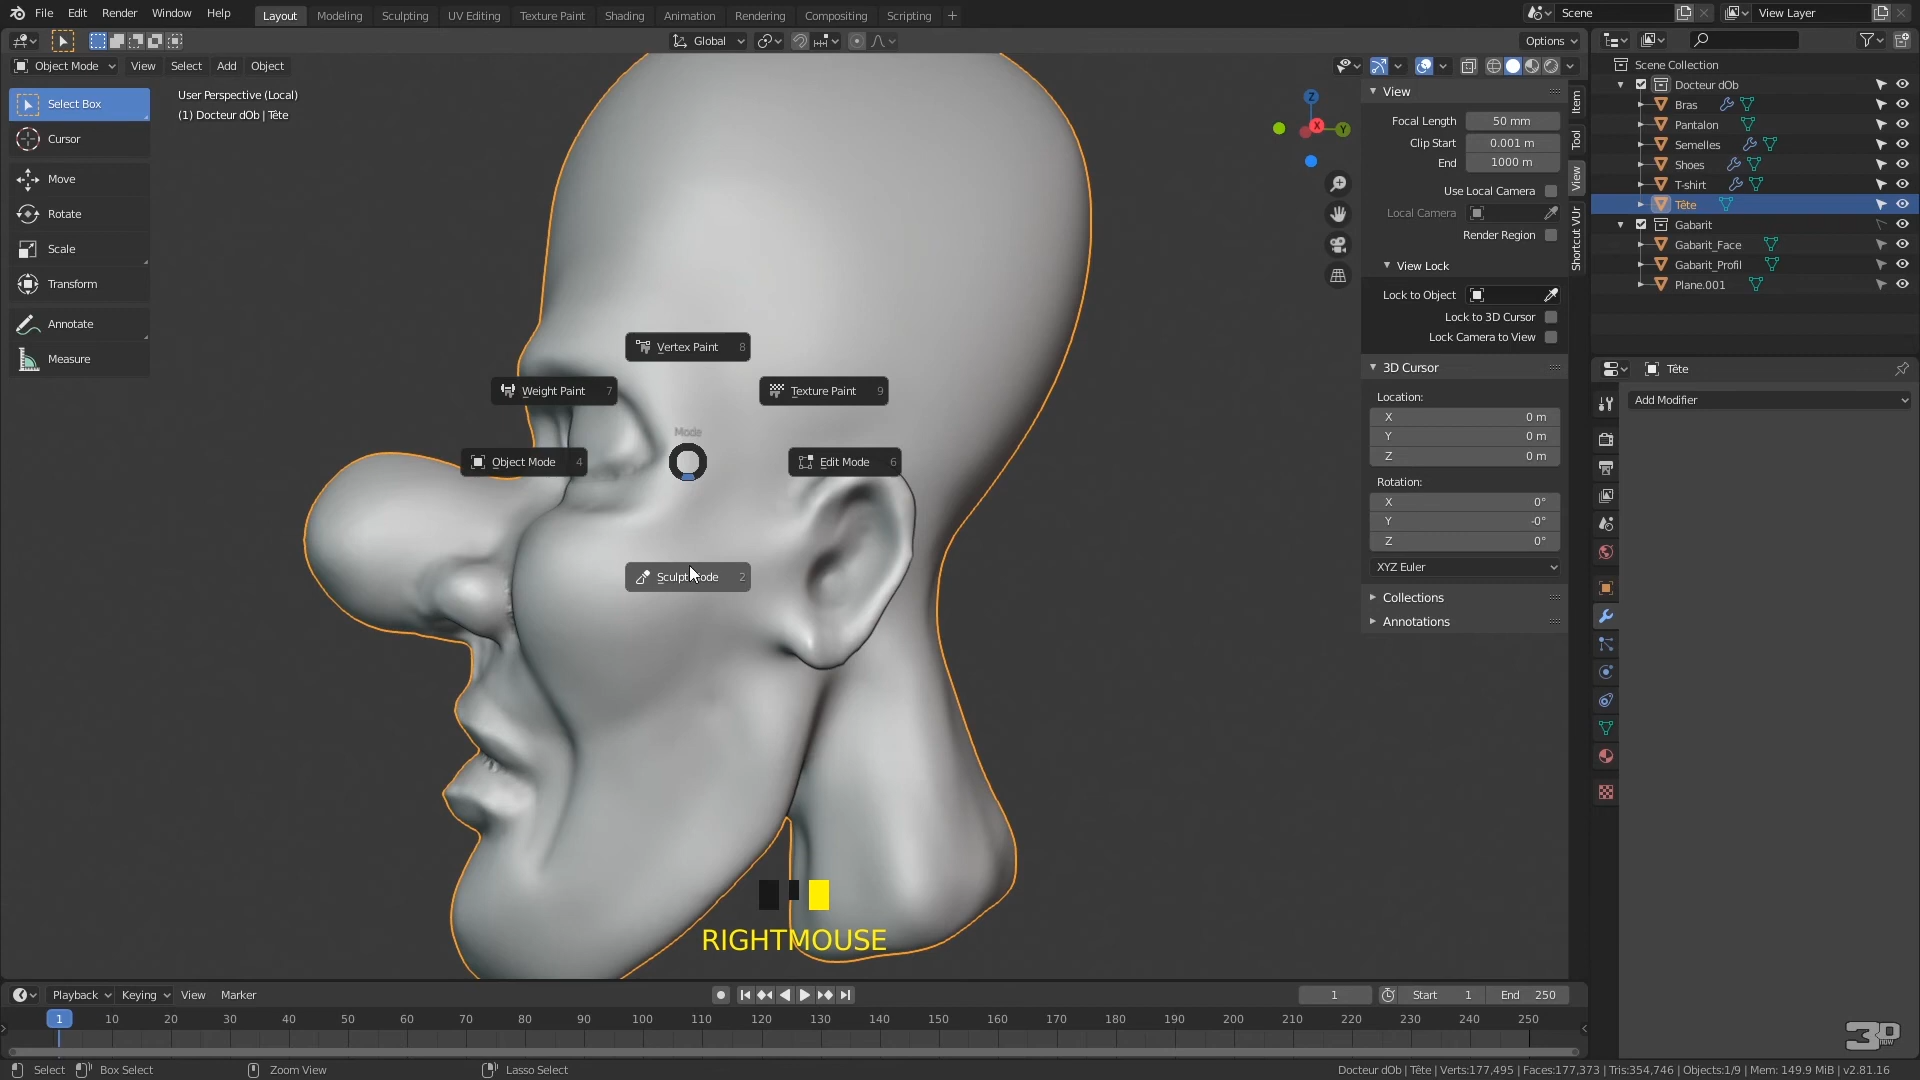 File Edit Render Window Help
Layout Modeling Sculpting UV Editing Texture Paint Shading Animation Rendering Compositing Scripting +
Scene View Layer
Global
Options
Object Mode View Select Add Object
User Perspective (Local)
(1) Docteur dOb | Tête
Select Box
Cursor
Move
Rotate
Scale
Transform
Annotate
Measure
Vertex Paint 8
Weight Paint 7
Texture Paint 9
Mode
Object Mode 4
Edit Mode 6
2
RIGHTMOUSE
Z
X
Y
View
Focal Length 50 mm
Clip Start 0.001 m
End 1000 m
Use Local Camera
Local Camera
Render Region
View Lock
Lock to Object
Lock to 3D Cursor
Lock Camera to View
3D Cursor
Location:
X 0 m
Y 0 m
Z 0 m
Rotation:
X 0°
Y -0°
Z 0°
XYZ Euler
Collections
Annotations
Item
Tool
View
Shortcut VUr
Scene Collection
Docteur dOb
Bras
Pantalon
Semelles
Shoes
T-shirt
Tête
Gabarit
Gabarit_Face
Gabarit_Profil
Plane.001
Tête
Add Modifier
Playback Keying View Marker
1 Start 1 End 250
1 10 20 30 40 50 60 70 80 90 100 110 120 130 140 150 160 170 180 190 200 210 220 230 240 250
3D
now
Select Box Select Zoom View Lasso Select
Docteur dOb | Tête | Verts:177,495 | Faces:177,373 | Tris:354,746 | Objects:1/9 | Mem: 149.9 MiB | v2.81.16